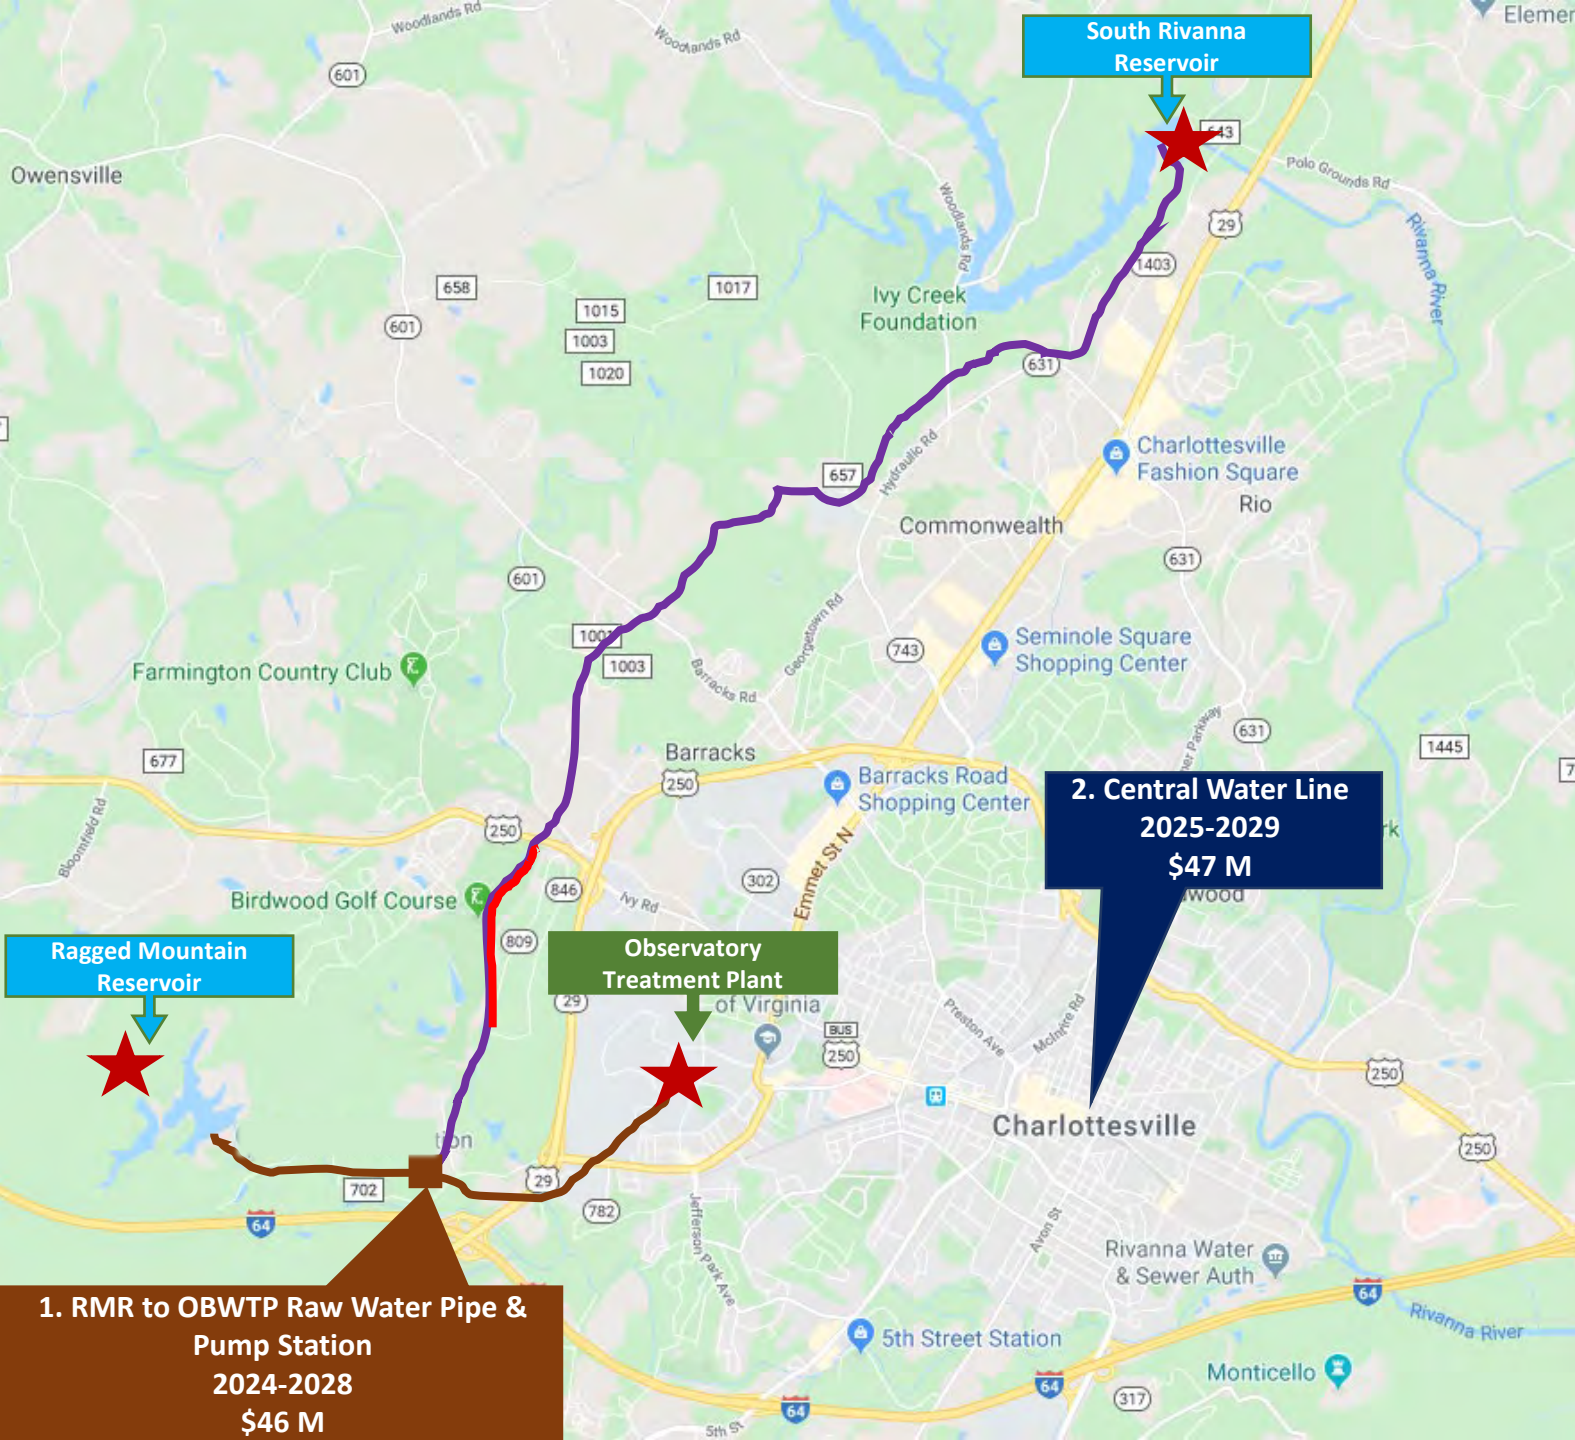 Woodlands Rd
Woodlands Rd
Elemen
South Rivanna
Reservoir
601
643
Owensville
Polo Grounds Rd
Woodlands Rd
29
Rivanna River
1403
658
1017
Ivy Creek
Foundation
1015
601
1003
631
1020
Charlottesville
Fashion Square
Hydraulic Rd
657
Rio
Commonwealth
631
601
Georgetown Rd
1001
743
Seminole Square
Shopping Center
1003
Farmington Country Club
Barracks Rd
631
ner Parkway
1445
677
Barracks
250
Barracks Road
Shopping Center
2. Central Water Line
2025-2029
$47 M
rk
wood
Bloomfield Rd
250
Emmet St N
302
846
Birdwood Golf Course
Ivy Rd
809
Ragged Mountain
Reservoir
Observatory
Treatment Plant
29
of Virginia
Preston Ave
McIntire Rd
BUS
250
250
Charlottesville
tion
250
29
702
782
64
Jefferson Park Ave
Avon St
Rivanna Water
& Sewer Auth
64
Rivanna River
1. RMR to OBWTP Raw Water Pipe &
Pump Station
2024-2028
$46 M
5th Street Station
Monticello
64
317
64
5th St